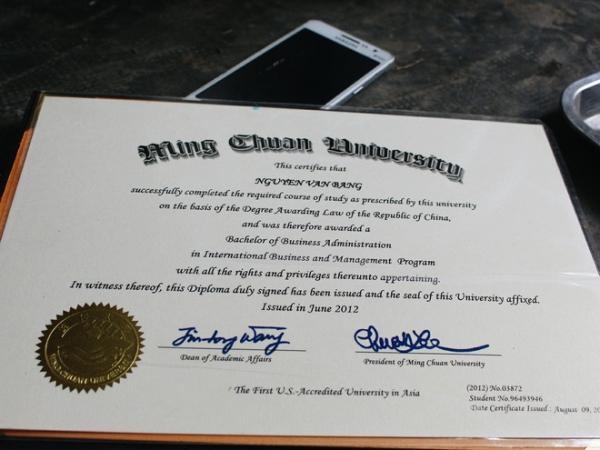 Ming Chuan University
This certifies that
NGUYEN VAN BANG
successfully completed the required course of study as prescribed by this university
on the basis of the Degree Awarding Law of the Republic of China,
and was therefore awarded a
Bachelor of Business Administration
in International Business and Management Program
with all the rights and privileges thereunto appertaining.
In witness thereof, this Diploma duly signed has been issued and the seal of this University affixed.
Issued in June 2012
Dean of Academic Affairs
President of Ming Chuan University
The First U.S.-Accredited University in Asia
(2012) No.03872
Student No.96493946
Date Certificate Issued: August 09, 20